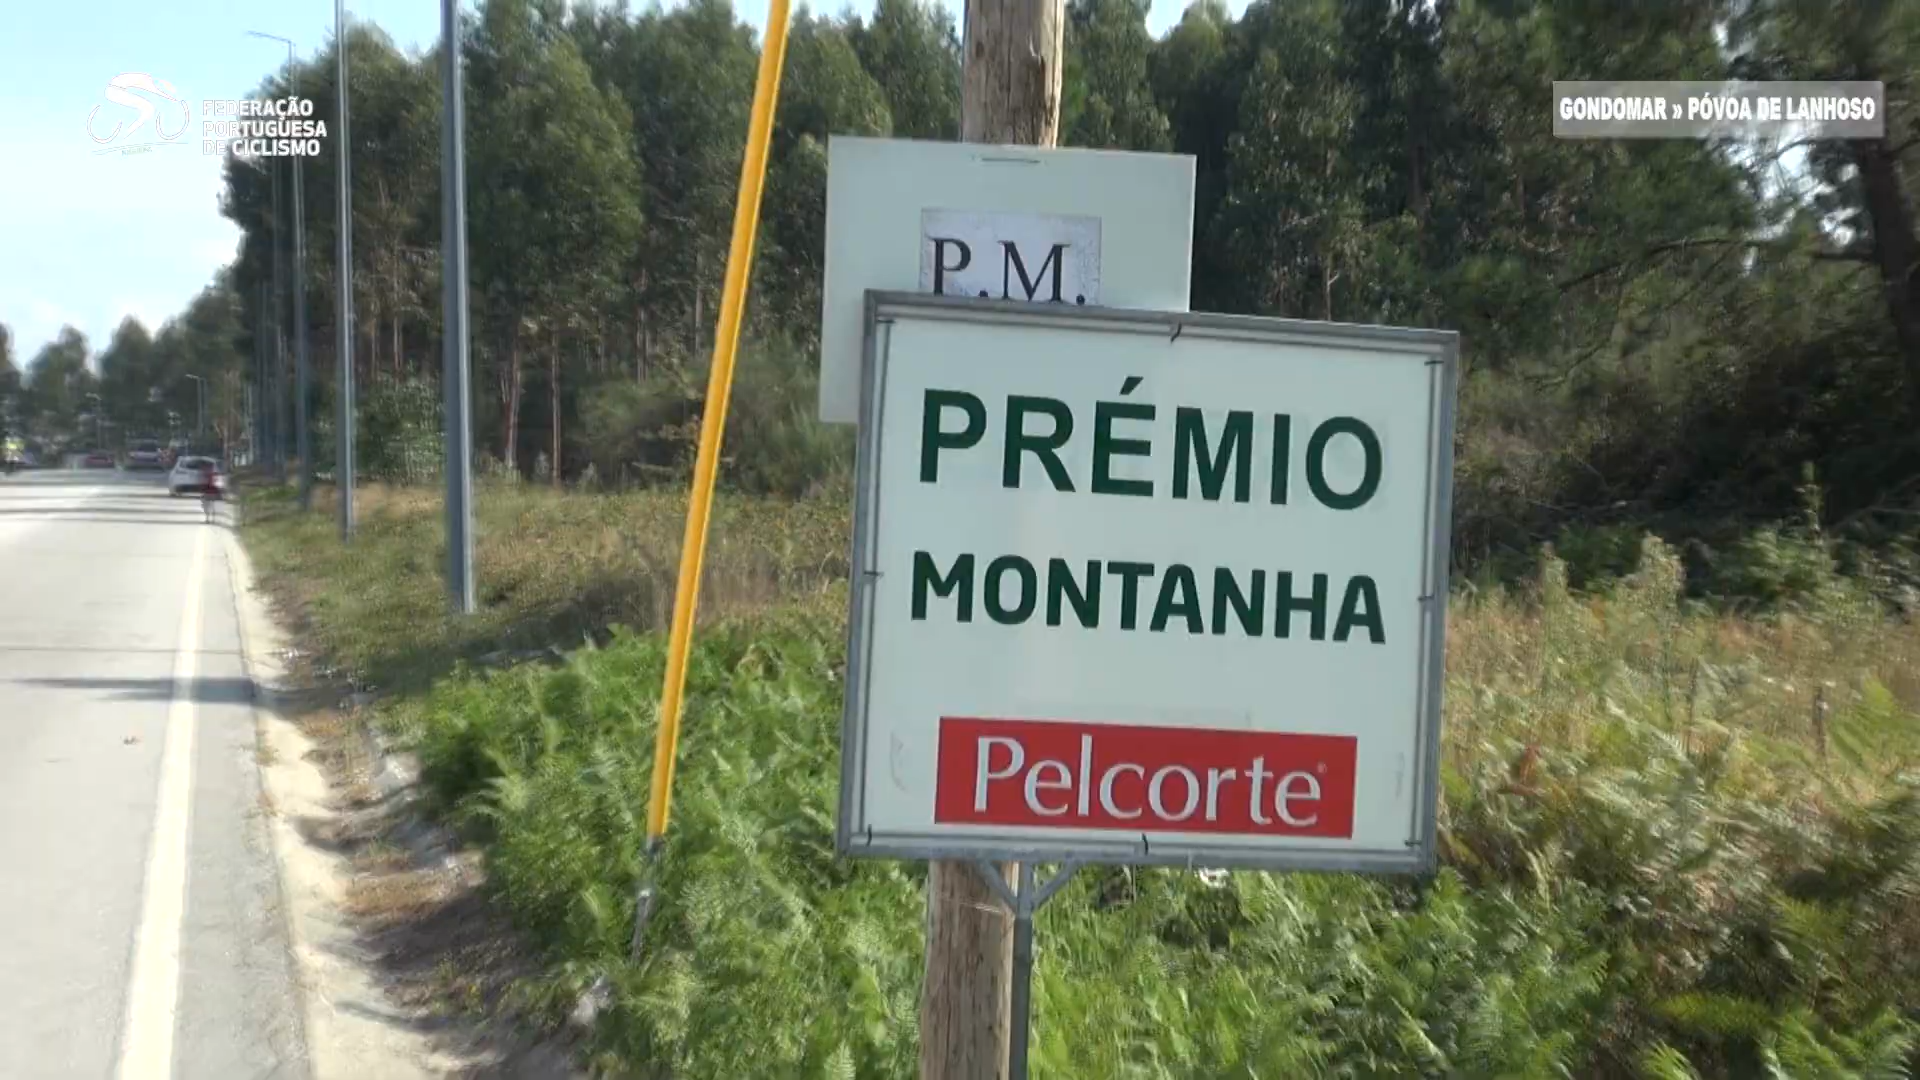 FEDERAÇÃO
PORTUGUESA
DE CICLISMO
GONDOMAR » PÓVOA DE LANHOSO
P.M.
PRÉMIO
MONTANHA
Pelcorte